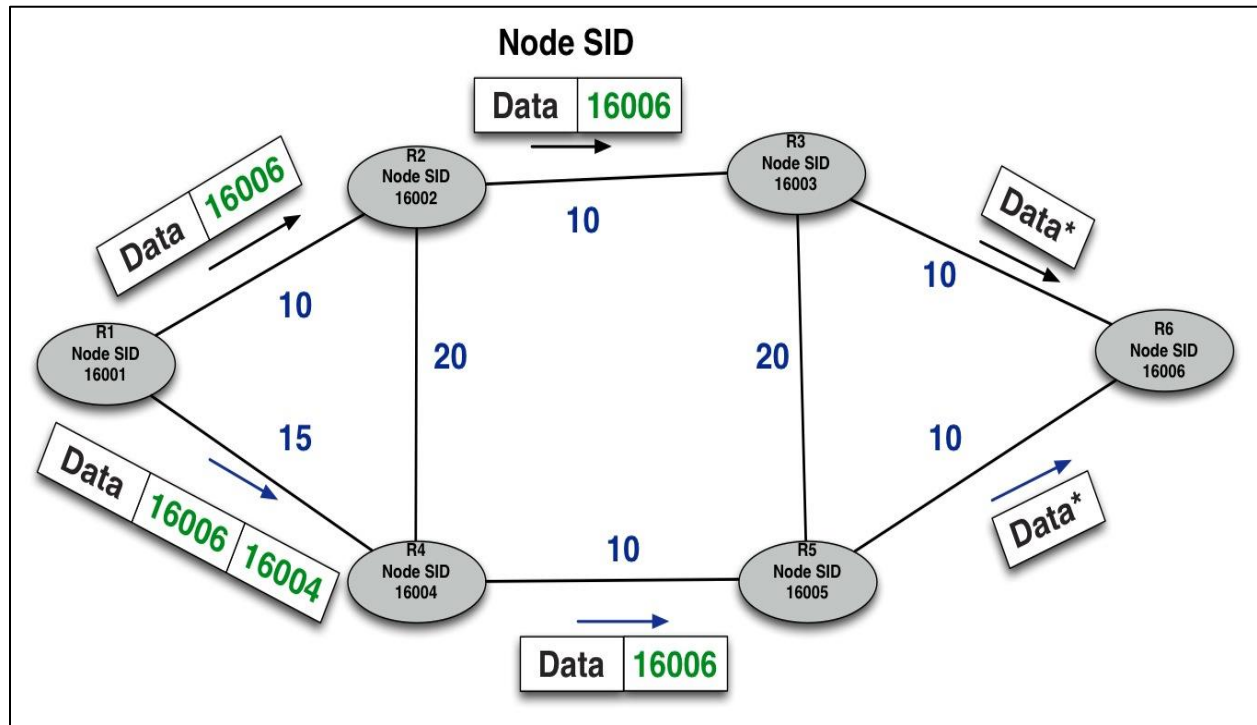 Node SID
Data 16006
Data 16006
R2
Node SID
16002
R3
Node SID
16003
10
Data*
10
10
R1
Node SID
16001
20
20
R6
Node SID
16006
15
10
Data 16006 16004
Data*
R4
Node SID
16004
10
R5
Node SID
16005
Data 16006